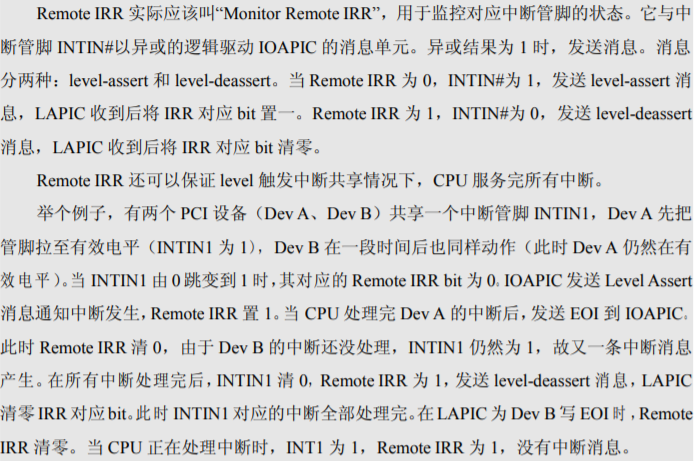 Remote IRR 实际应该叫“Monitor Remote IRR”，用于监控对应中断管脚的状态。它与中
断管脚 INTIN#以异或的逻辑驱动 IOAPIC 的消息单元。异或结果为 1 时，发送消息。消息
分两种：level-assert 和 level-deassert。当 Remote IRR 为 0，INTIN#为 1，发送 level-assert 消
息，LAPIC 收到后将 IRR 对应 bit 置一。Remote IRR 为 1，INTIN#为 0，发送 level-deassert
消息，LAPIC 收到后将 IRR 对应 bit 清零。
Remote IRR 还可以保证 level 触发中断共享情况下，CPU 服务完所有中断。
举个例子，有两个 PCI 设备（Dev A、Dev B）共享一个中断管脚 INTIN1，Dev A 先把
管脚拉至有效电平（INTIN1 为 1），Dev B 在一段时间后也同样动作（此时 Dev A 仍然在有
效电平）。当 INTIN1 由 0 跳变到 1 时，其对应的 Remote IRR bit 为 0。IOAPIC 发送 Level Assert
消息通知中断发生，Remote IRR 置 1。当 CPU 处理完 Dev A 的中断后，发送 EOI 到 IOAPIC。
此时 Remote IRR 清 0，由于 Dev B 的中断还没处理，INTIN1 仍然为 1，故又一条中断消息
产生。在所有中断处理完后，INTIN1 清 0，Remote IRR 为 1，发送 level-deassert 消息，LAPIC
清零 IRR 对应 bit。此时 INTIN1 对应的中断全部处理完。在 LAPIC 为 Dev B 写 EOI 时，Remote
IRR 清零。当 CPU 正在处理中断时，INT1 为 1，Remote IRR 为 1，没有中断消息。